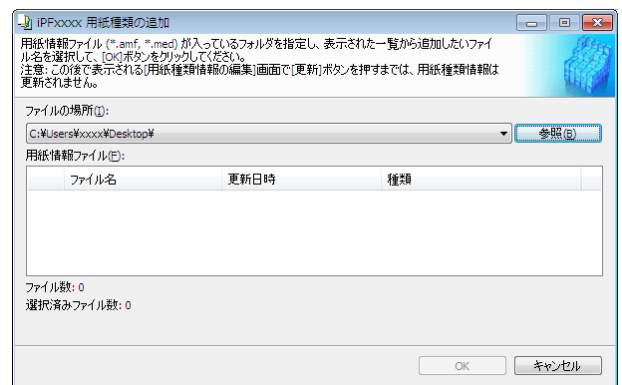 iPFxxxx 用紙種類の追加
用紙情報ファイル (*.amf, *.med) が入っているフォルダを指定し、表示された一覧から追加したいファイ
ル名を選択して、[OK]ボタンをクリックしてください。
注意: この後で表示される[用紙種類情報の編集]画面で[更新]ボタンを押すまでは、用紙種類情報は
更新されません。
ファイルの場所(I):
C:¥Users¥xxxx¥Desktop¥ 参照(B)
用紙情報ファイル(F):
ファイル名 更新日時 種類
ファイル数: 0
選択済みファイル数: 0
OK キャンセル